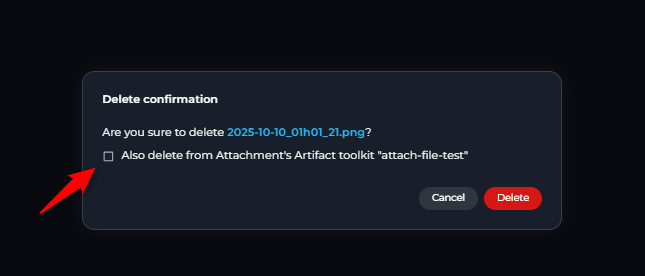 Delete confirmation
Are you sure to delete 2025-10-10_01h01_21.png?
Also delete from Attachment's Artifact toolkit "attach-file-test"
Cancel Delete